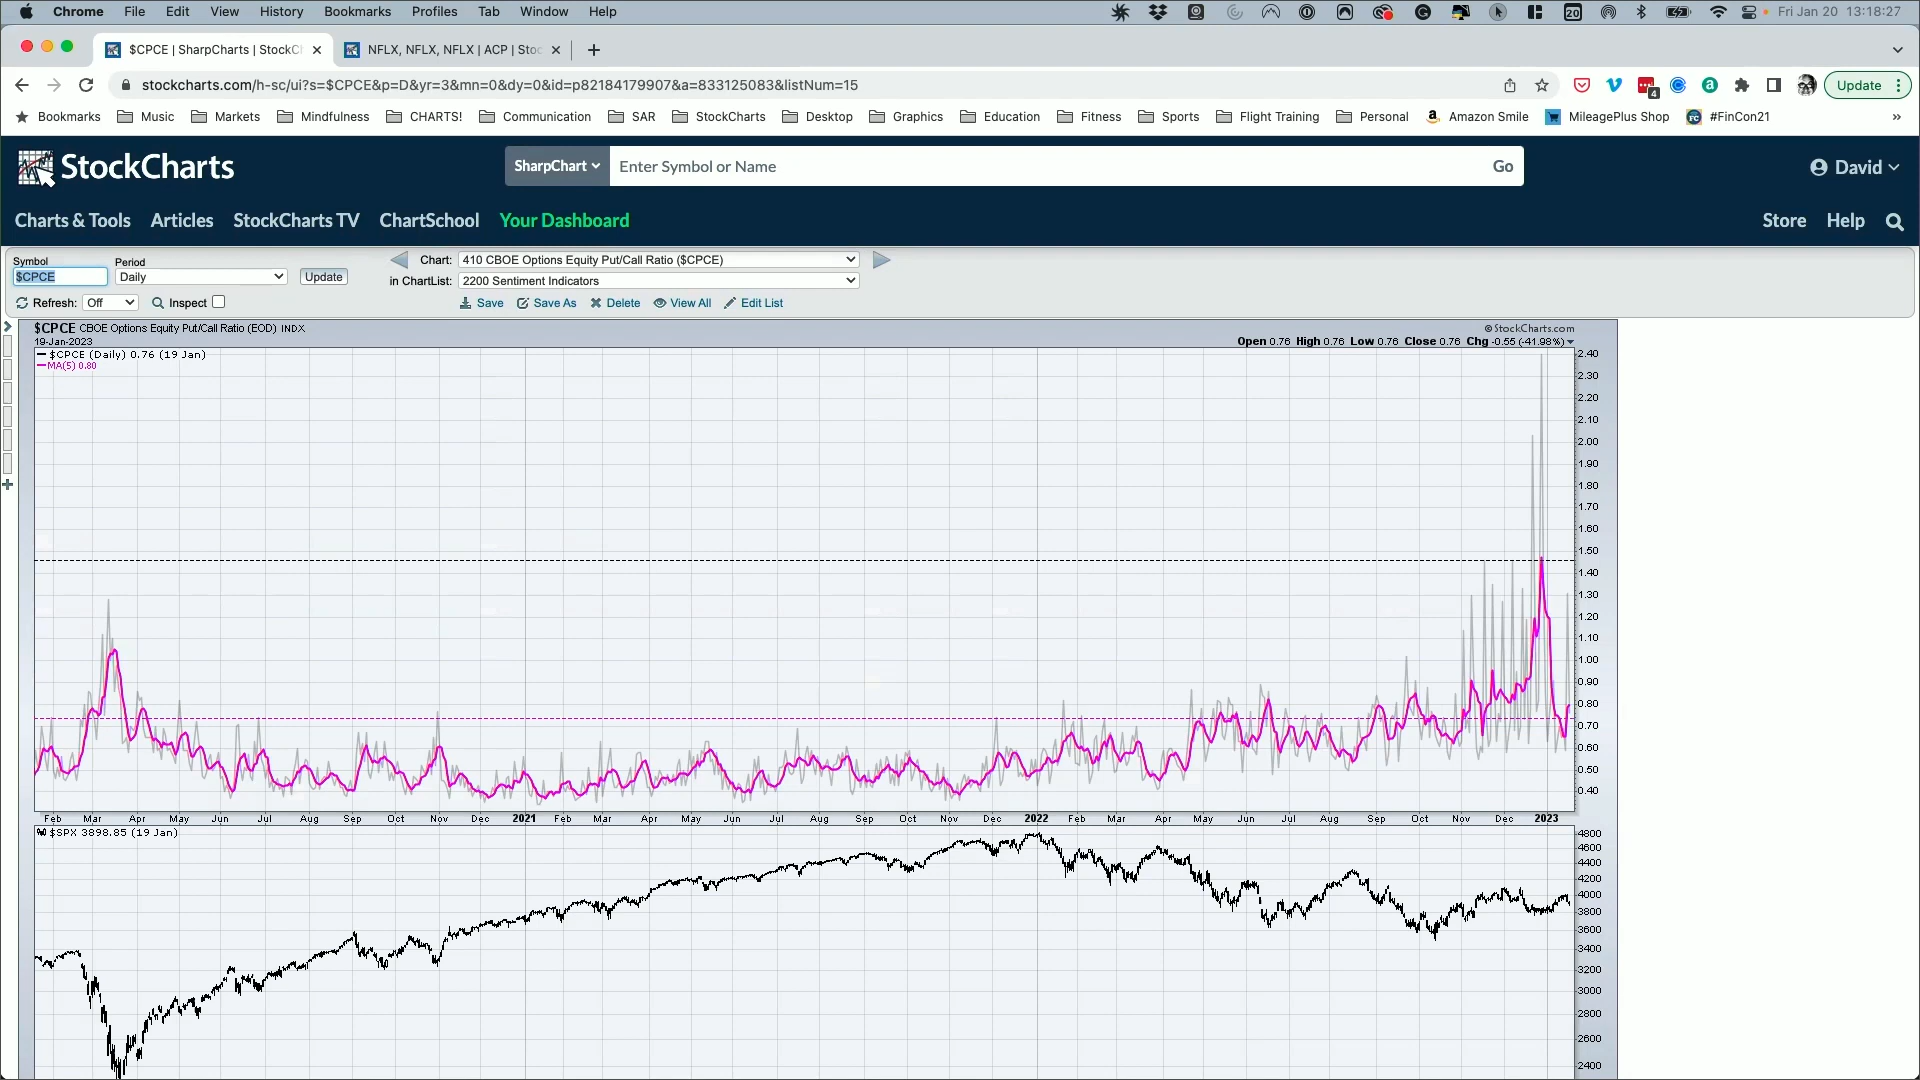 Chrome File Edit View History Bookmarks Profiles Tab Window Help 20 Fri Jan 20 13:18:27
$CPCE | SharpCharts | StockCh NFLX, NFLX, NFLX | ACP | Stoc
stockcharts.com/h-sc/ui?s=$CPCE&p=D&yr=3&mn=0&dy=0&id=p82184179907&a=833125083&listNum=15 4 Update
Bookmarks Music Markets Mindfulness CHARTS! Communication SAR StockCharts Desktop Graphics Education Fitness Sports Flight Training Personal Amazon Smile MileagePlus Shop #FinCon21 »
StockCharts SharpChart Enter Symbol or Name Go David
Charts & Tools Articles StockCharts TV ChartSchool Your Dashboard Store Help
Symbol Period Chart: 410 CBOE Options Equity Put/Call Ratio ($CPCE)
$CPCE Daily Update in ChartList: 2200 Sentiment Indicators
Refresh: Off Inspect Save Save As Delete View All Edit List
$CPCE CBOE Options Equity Put/Call Ratio (EOD) INDX © StockCharts.com
19-Jan-2023 Open 0.76 High 0.76 Low 0.76 Close 0.76 Chg -0.55 (-41.98%)
$CPCE (Daily) 0.76 (19 Jan)
MA(5) 0.80
2.40
2.30
2.20
2.10
2.00
1.90
1.80
1.70
1.60
1.50
1.40
1.30
1.20
1.10
1.00
0.90
0.80
0.70
0.60
0.50
0.40
Feb Mar Apr May Jun Jul Aug Sep Oct Nov Dec 2021 Feb Mar Apr May Jun Jul Aug Sep Oct Nov Dec 2022 Feb Mar Apr May Jun Jul Aug Sep Oct Nov Dec 2023
$SPX 3898.85 (19 Jan)
4800
4600
4400
4200
4000
3800
3600
3400
3200
3000
2800
2600
2400